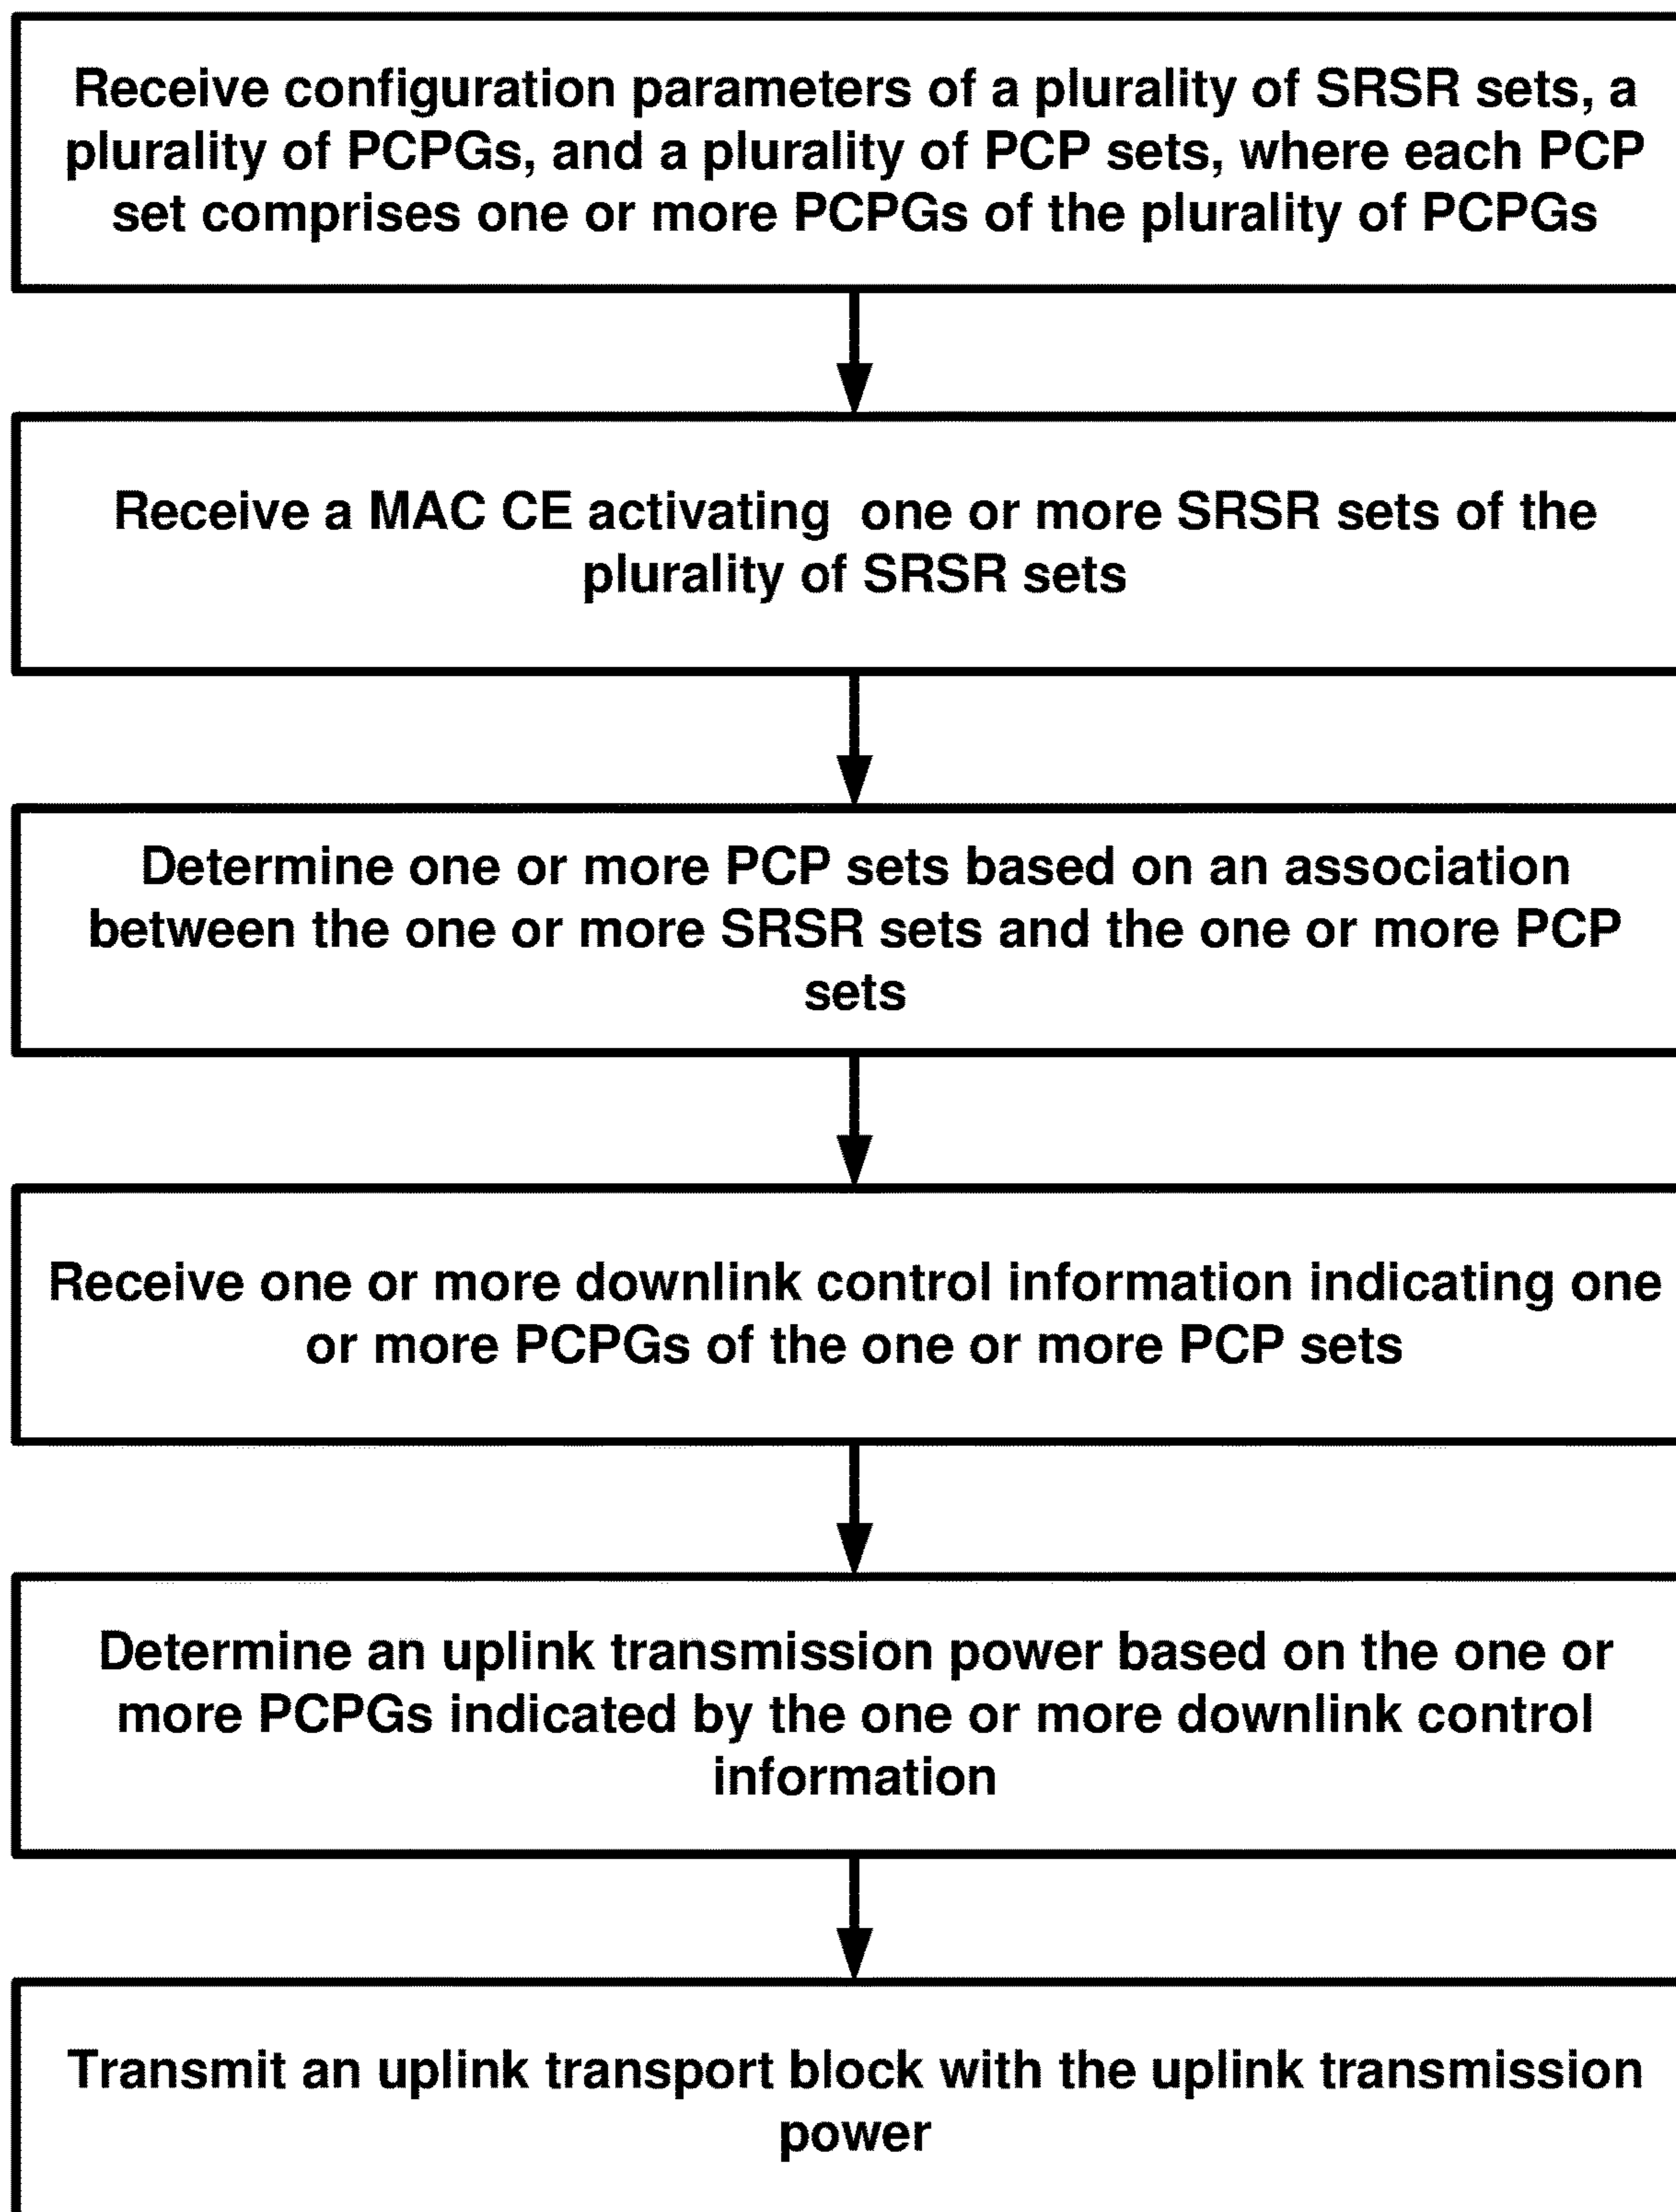 Receive configuration parameters of a plurality of SRSR sets, a
plurality of PCPGs, and a plurality of PCP sets, where each PCP
set comprises one or more PCPGs of the plurality of PCPGs
Receive a MAC CE activating  one or more SRSR sets of the
plurality of SRSR sets
Determine one or more PCP sets based on an association
between the one or more SRSR sets and the one or more PCP
sets
Receive one or more downlink control information indicating one
or more PCPGs of the one or more PCP sets
Determine an uplink transmission power based on the one or
more PCPGs indicated by the one or more downlink control
information
Transmit an uplink transport block with the uplink transmission
power